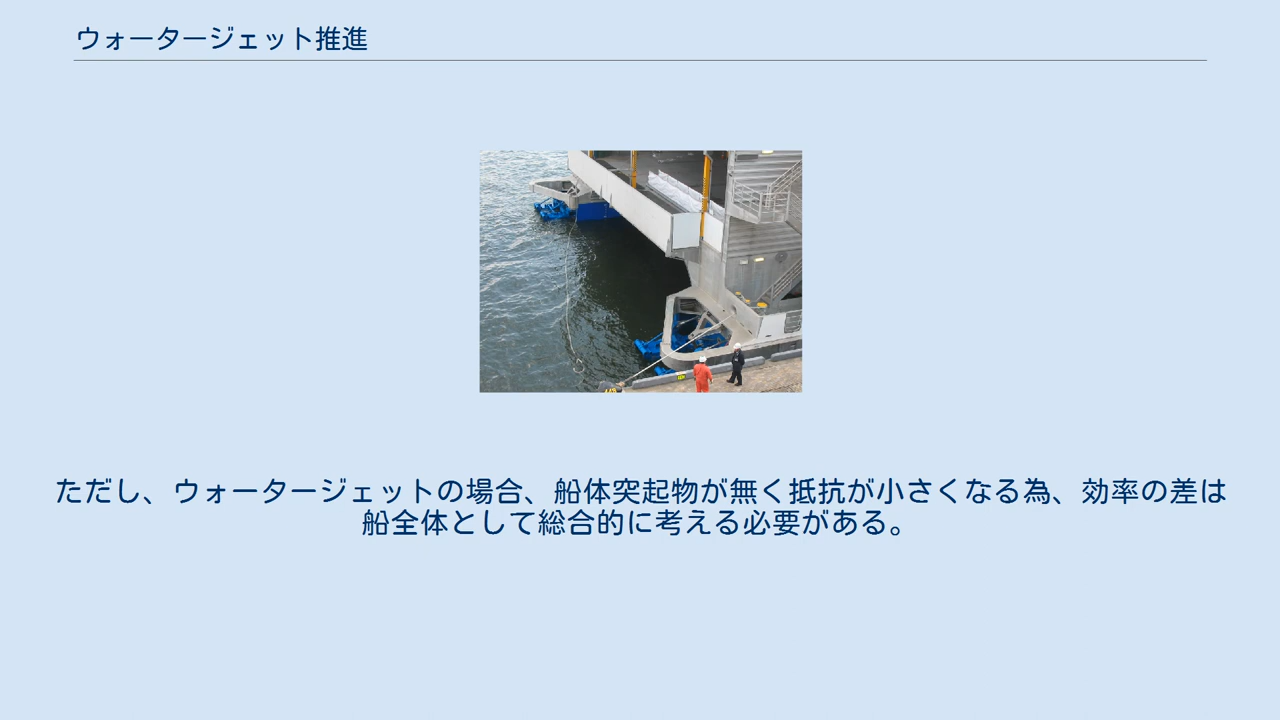 ウォータージェット推進
ただし、ウォータージェットの場合、船体突起物が無く抵抗が小さくなる為、効率の差は
船全体として総合的に考える必要がある。